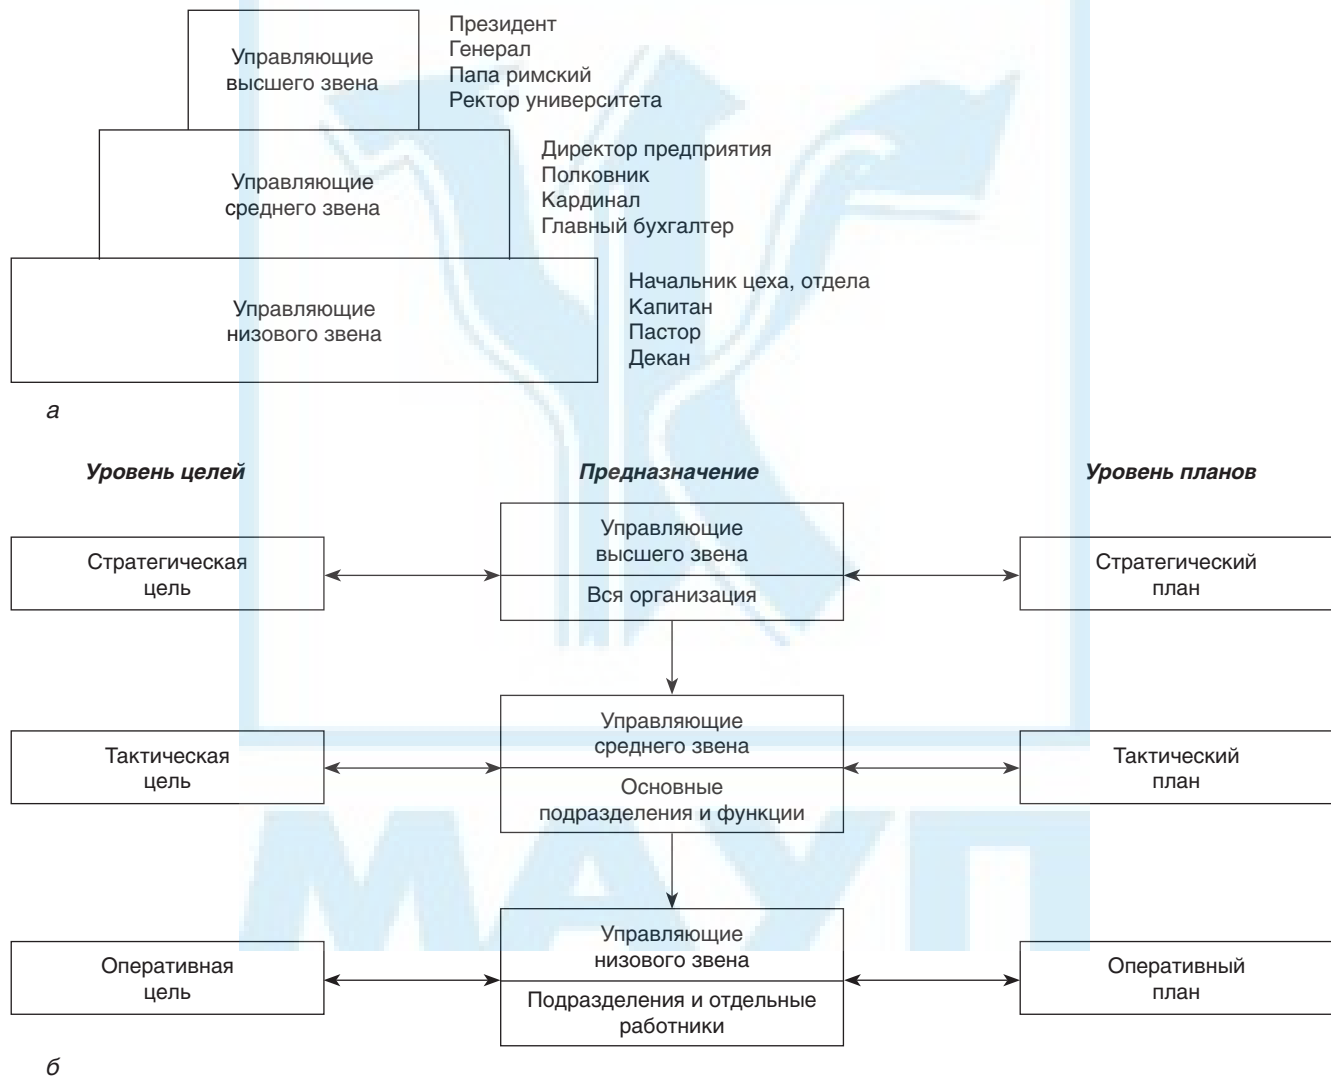 Управляющие
высшего звена
Президент
Генерал
Папа римский
Ректор университета
Управляющие
среднего звена
Директор предприятия
Полковник
Кардинал
Главный бухгалтер
Управляющие
низового звена
Начальник цеха, отдела
Капитан
Пастор
Декан
а
Уровень целей
Предназначение
Уровень планов
Стратегическая
цель
Управляющие
высшего звена
Вся организация
Стратегический
план
Тактическая
цель
Управляющие
среднего звена
Основные
подразделения и функции
Тактический
план
МАУП
Оперативная
цель
Управляющие
низового звена
Подразделения и отдельные
работники
Оперативный
план
б